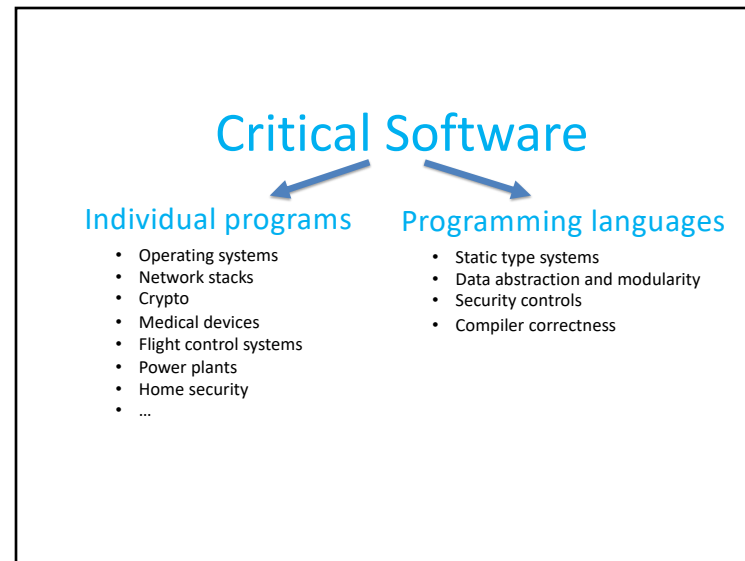 Critical Software
Individual programs
• Operating systems
• Network stacks
• Crypto
• Medical devices
• Flight control systems
• Power plants
• Home security
• …
Programming languages
• Static type systems
• Data abstraction and modularity
• Security controls
• Compiler correctness